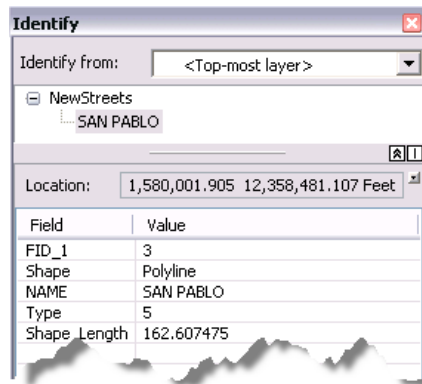 Identify
Identify from: <Top-most layer>
NewStreets
SAN PABLO
Location: 1,580,001.905 12,358,481.107 Feet
Field Value
FID_1 3
Shape Polyline
NAME SAN PABLO
Type 5
Shape_Length 162.607475